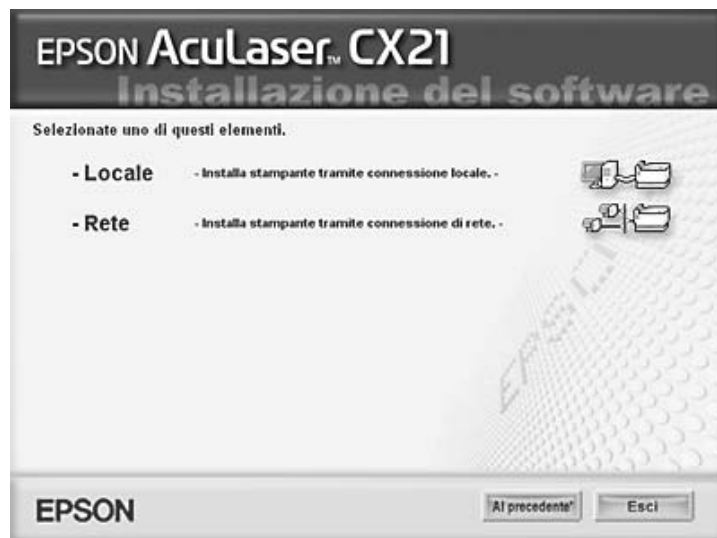 EPSON AcuLaser™ CX21
Installazione del software
Selezionate uno di questi elementi.
- Locale - Installa stampante tramite connessione locale. -
- Rete - Installa stampante tramite connessione di rete. -
EPSON
EPSON
Al precedente" Esci